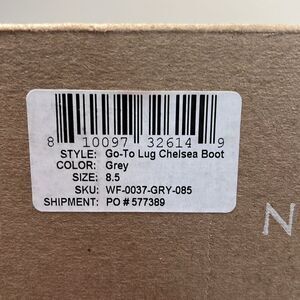 8 10097 32614 9
STYLE: Go-To Lug Chelsea Boot
COLOR: Grey
SIZE: 8.5
SKU: WF-0037-GRY-085
SHIPMENT: PO # 577389
N